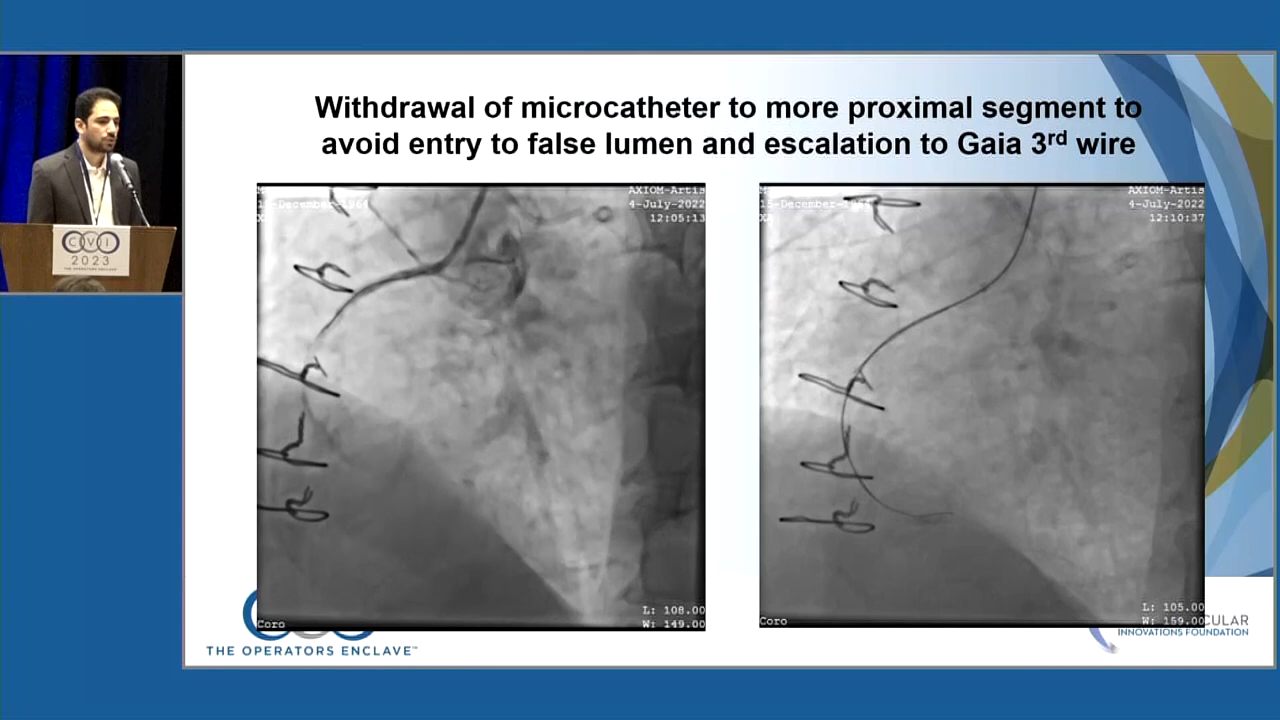 Withdrawal of microcatheter to more proximal segment to
avoid entry to false lumen and escalation to Gaia 3rd wire
AXIOM-Artis
4-July-2022
12:05:13
L: 108.00
W: 149.00
Coro
AXIOM-Artis
4-July-2022
12:10:37
L: 105.00
W: 159.00
Coro
THE OPERATORS ENCLAVE™
CULAR
INNOVATIONS FOUNDATION
CVI
2023
THE OPERATORS ENCLAVE